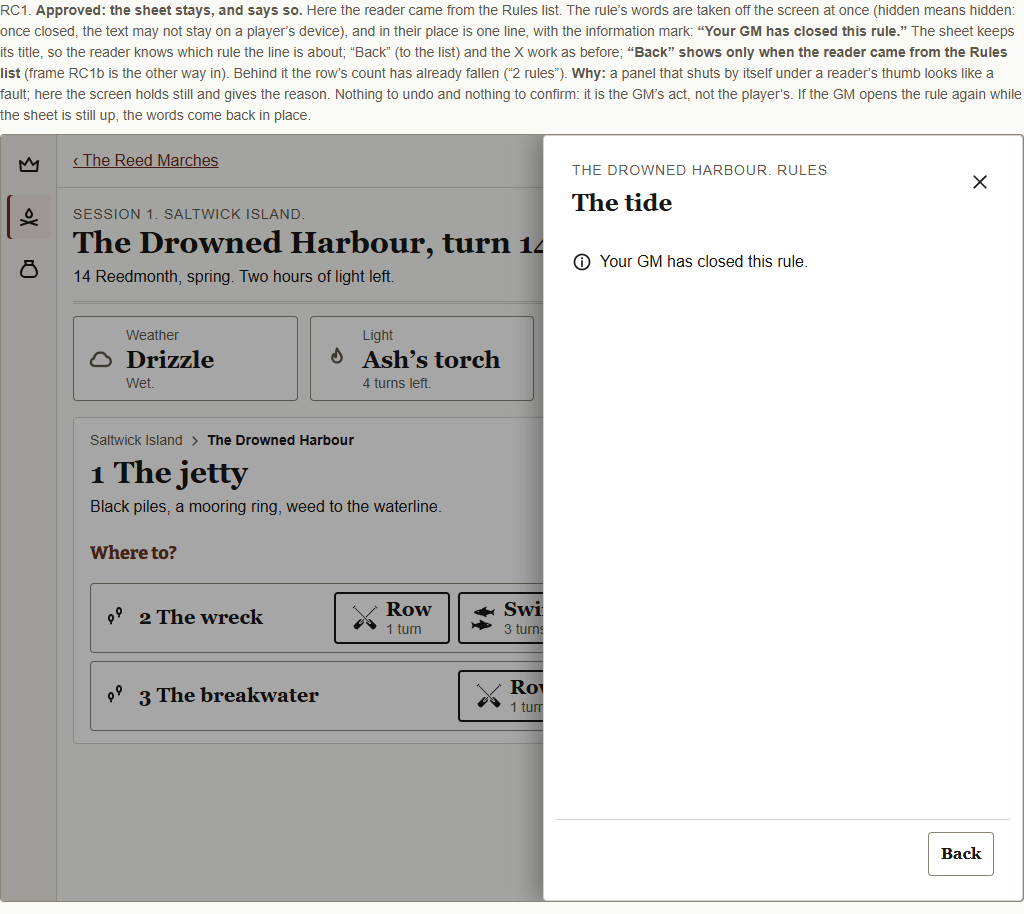 RC1. Approved: the sheet stays, and says so. Here the reader came from the Rules list. The rule’s words are taken off the screen at once (hidden means hidden:
once closed, the text may not stay on a player’s device), and in their place is one line, with the information mark: “Your GM has closed this rule.” The sheet keeps
its title, so the reader knows which rule the line is about; “Back” (to the list) and the X work as before; “Back” shows only when the reader came from the Rules
list (frame RC1b is the other way in). Behind it the row’s count has already fallen (“2 rules”). Why: a panel that shuts by itself under a reader’s thumb looks like a
fault; here the screen holds still and gives the reason. Nothing to undo and nothing to confirm: it is the GM’s act, not the player’s. If the GM opens the rule again while
the sheet is still up, the words come back in place.
‹ The Reed Marches
SESSION 1. SALTWICK ISLAND.
The Drowned Harbour, turn 14
14 Reedmonth, spring. Two hours of light left.
Weather
Drizzle
Wet.
Light
Ash’s torch
4 turns left.
Saltwick Island > The Drowned Harbour
1 The jetty
Black piles, a mooring ring, weed to the waterline.
Where to?
2 The wreck
Row
1 turn
Swi
3 turns
3 The breakwater
Row
1 turn
THE DROWNED HARBOUR. RULES
The tide
Your GM has closed this rule.
Back